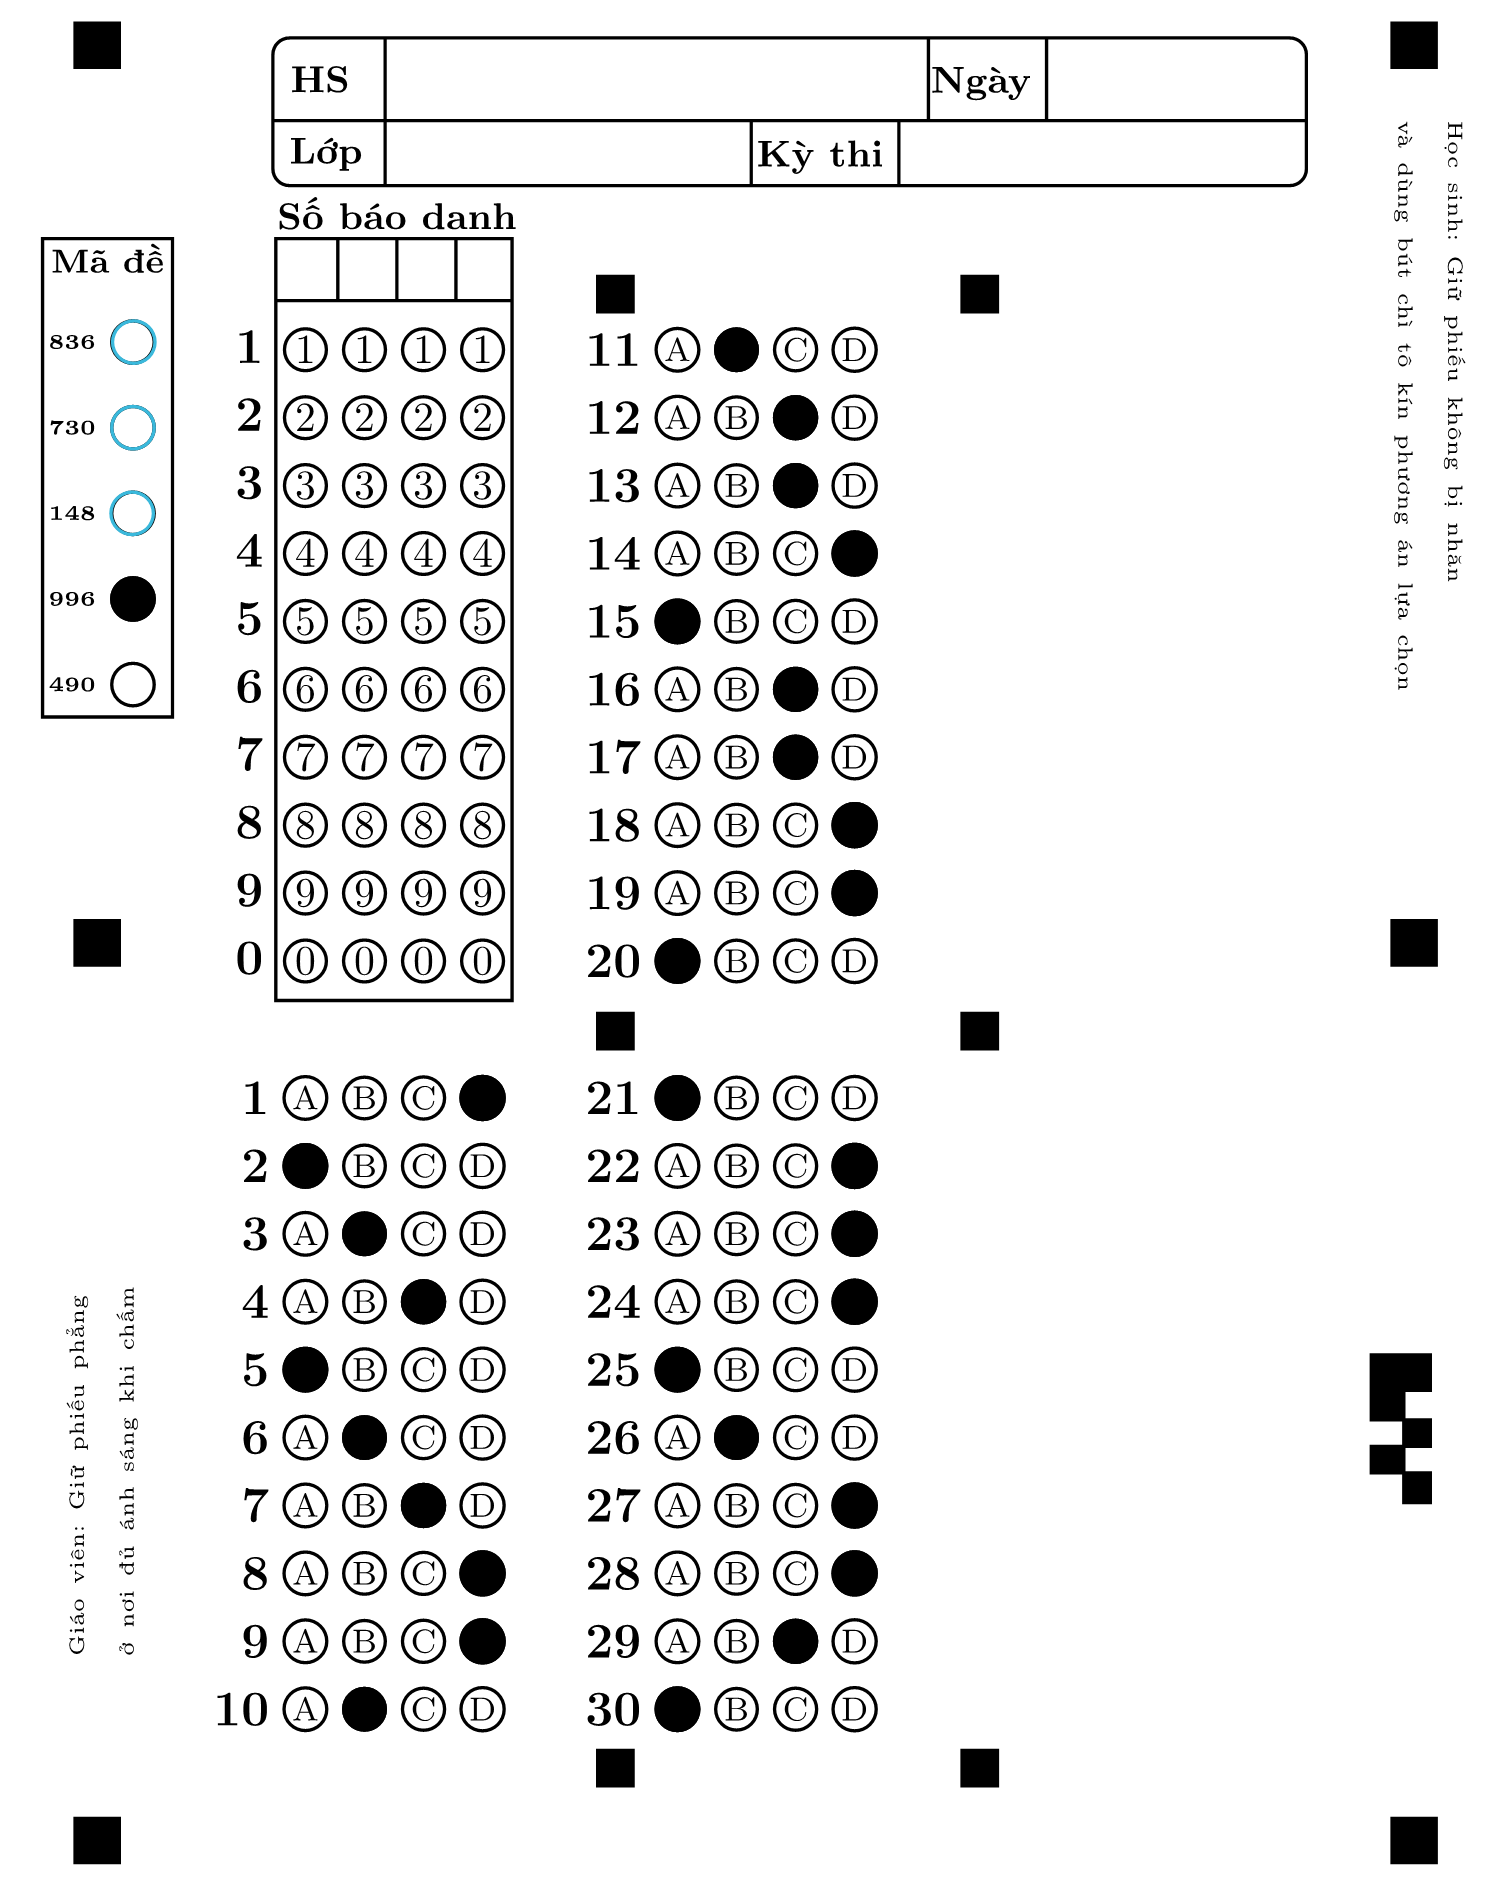 HS
Ngày
Lớp
Kỳ thi
Số báo danh
Mã đề
836
730
148
996
490
1 1 1 1 1
2 2 2 2 2
3 3 3 3 3
4 4 4 4 4
5 5 5 5 5
6 6 6 6 6
7 7 7 7 7
8 8 8 8 8
9 9 9 9 9
0 0 0 0 0
11 A C D
12 A B D
13 A B D
14 A B C
15 B C D
16 A B D
17 A B D
18 A B C
19 A B C
20 B C D
1 A B C
2 B C D
3 A C D
4 A B D
5 B C D
6 A C D
7 A B D
8 A B C
9 A B C
10 A C D
21 B C D
22 A B C
23 A B C
24 A B C
25 B C D
26 A C D
27 A B C
28 A B C
29 A B D
30 B C D
Học sinh: Giữ phiếu không bị nhăn
và dùng bút chì tô kín phương án lựa chọn
Giáo viên: Giữ phiếu phẳng
ở nơi đủ ánh sáng khi chấm